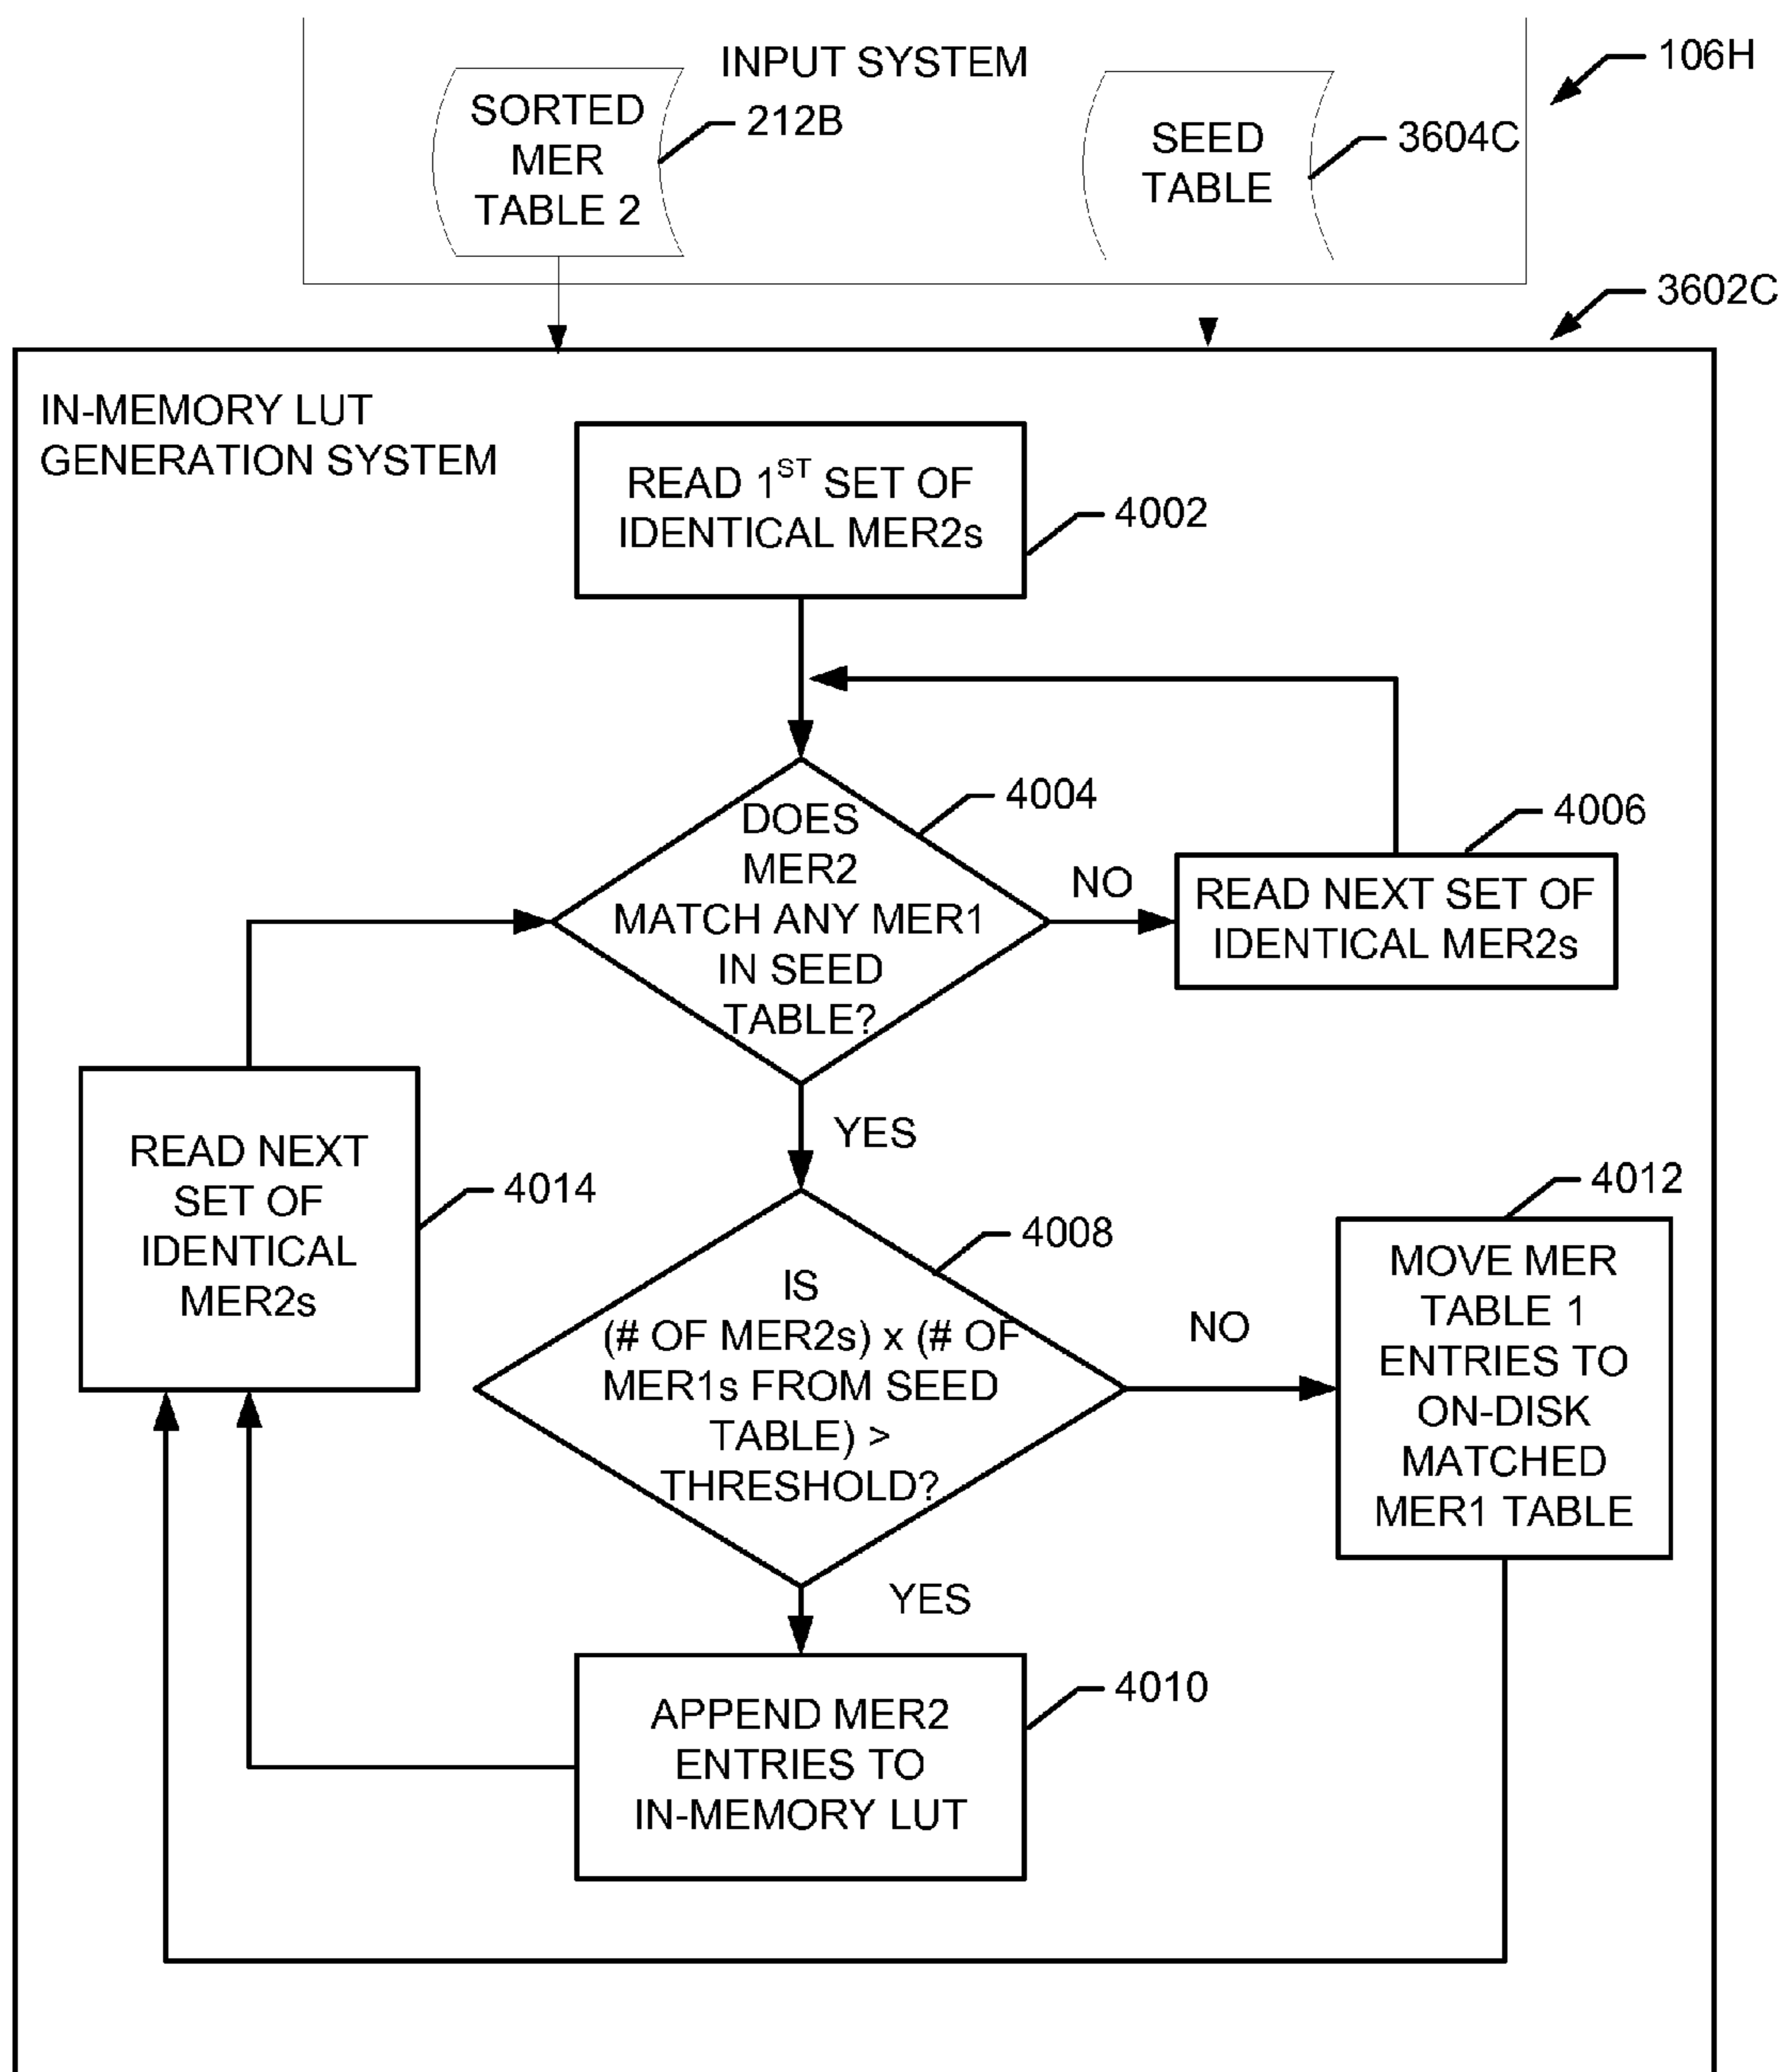 INPUT SYSTEM
106H
SORTED
MER
TABLE 2
212B
SEED
TABLE
3604C
3602C
IN-MEMORY LUT
GENERATION SYSTEM
READ 1ST SET OF
IDENTICAL MER2s
4002
DOES
MER2
MATCH ANY MER1
IN SEED
TABLE?
4004
NO
4006
READ NEXT SET OF
IDENTICAL MER2s
YES
READ NEXT
SET OF
IDENTICAL
MER2s
4014
IS
(# OF MER2s) x (# OF
MER1s FROM SEED
TABLE) >
THRESHOLD?
4008
NO
4012
MOVE MER
TABLE 1
ENTRIES TO
ON-DISK
MATCHED
MER1 TABLE
YES
APPEND MER2
ENTRIES TO
IN-MEMORY LUT
4010